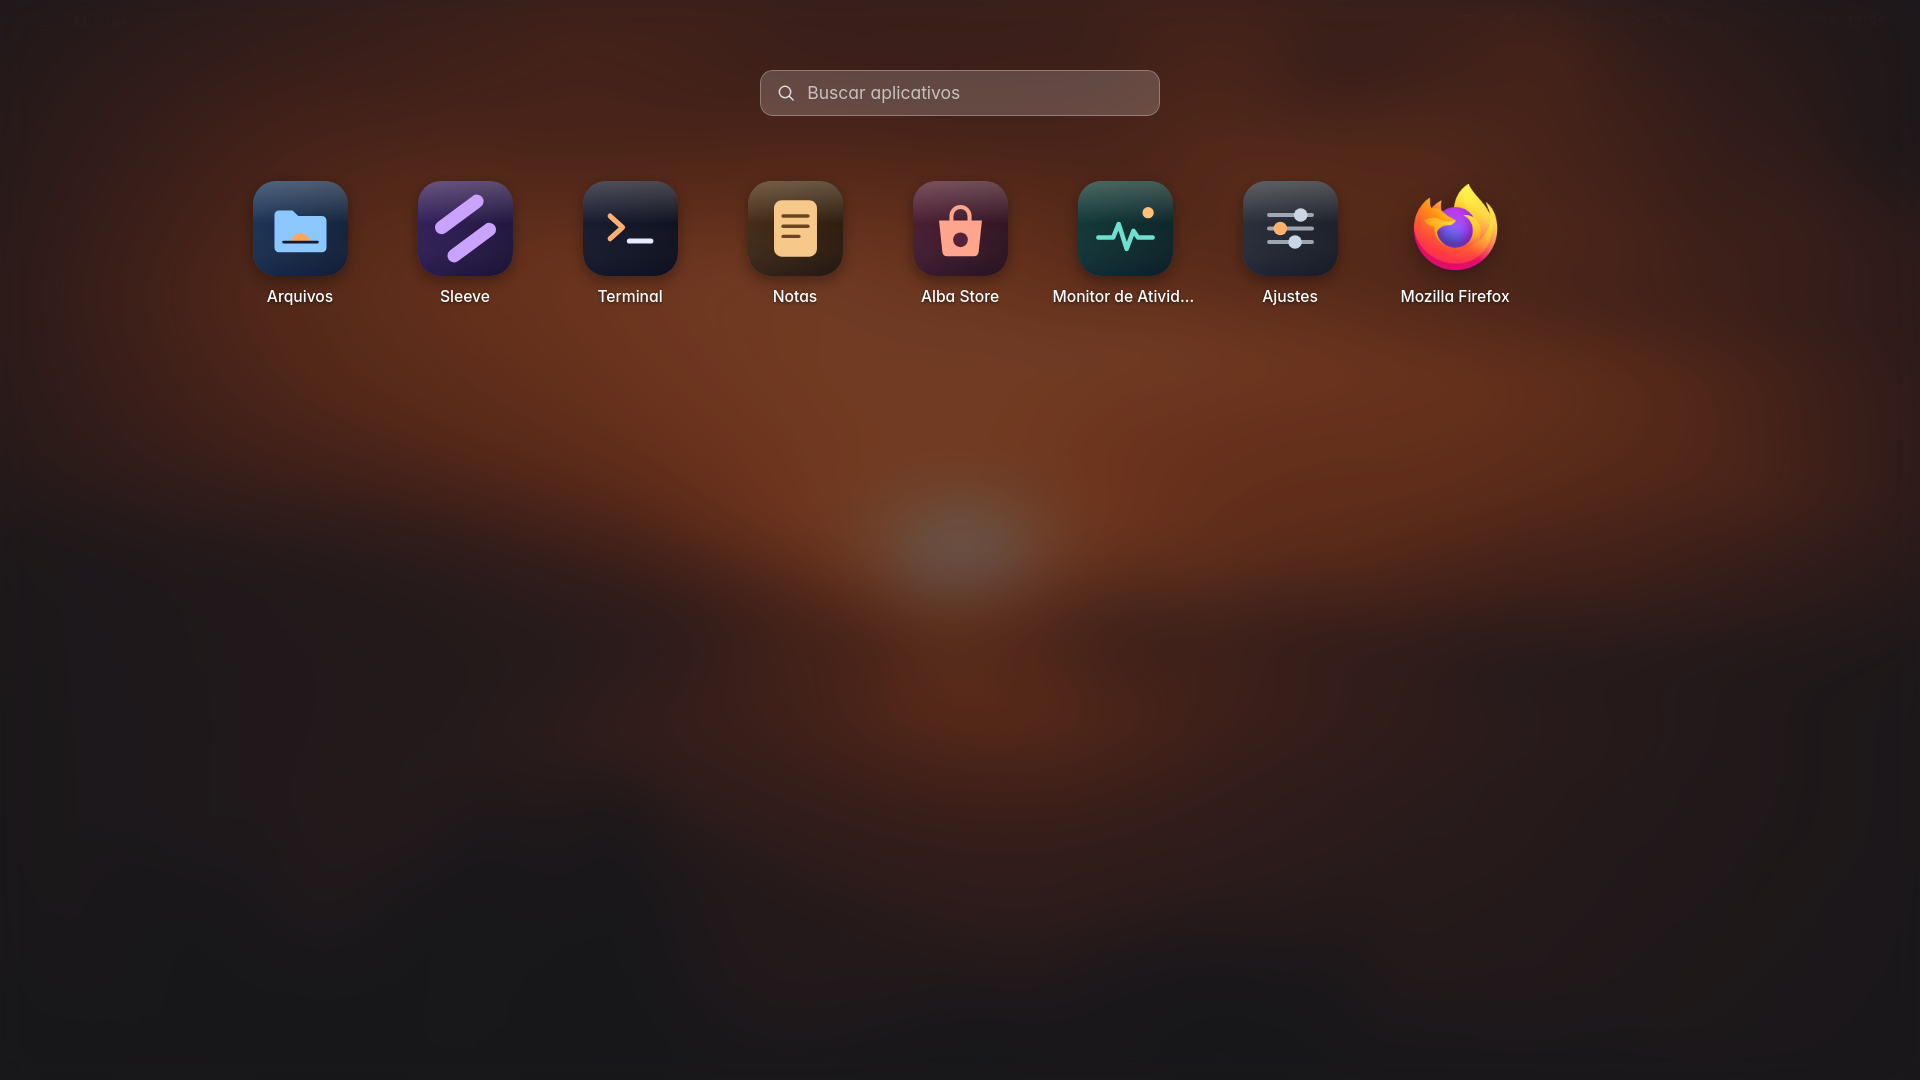 Buscar aplicativos
Arquivos
Sleeve
Terminal
Notas
Alba Store
Monitor de Ativid...
Ajustes
Mozilla Firefox